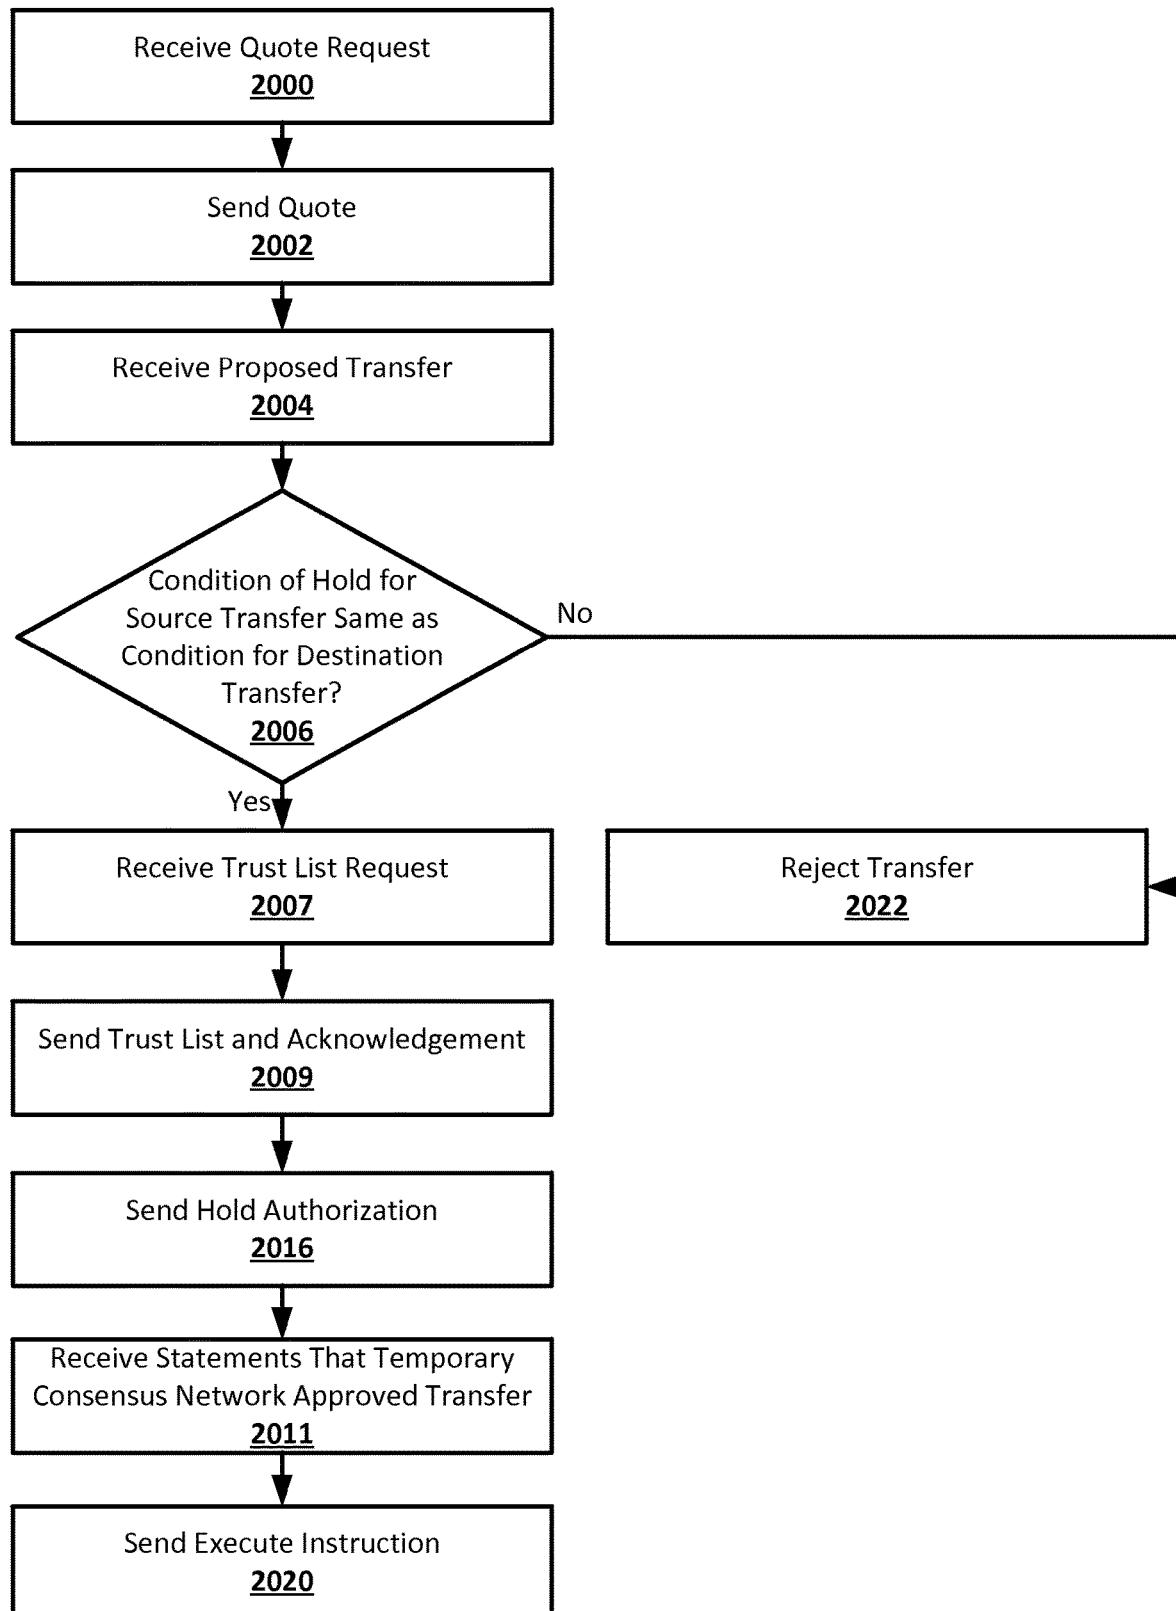 Receive Quote Request
2000
Send Quote
2002
Receive Proposed Transfer
2004
Condition of Hold for
Source Transfer Same as
Condition for Destination
Transfer?
2006
No
Yes
Receive Trust List Request
2007
Reject Transfer
2022
Send Trust List and Acknowledgement
2009
Send Hold Authorization
2016
Receive Statements That Temporary
Consensus Network Approved Transfer
2011
Send Execute Instruction
2020